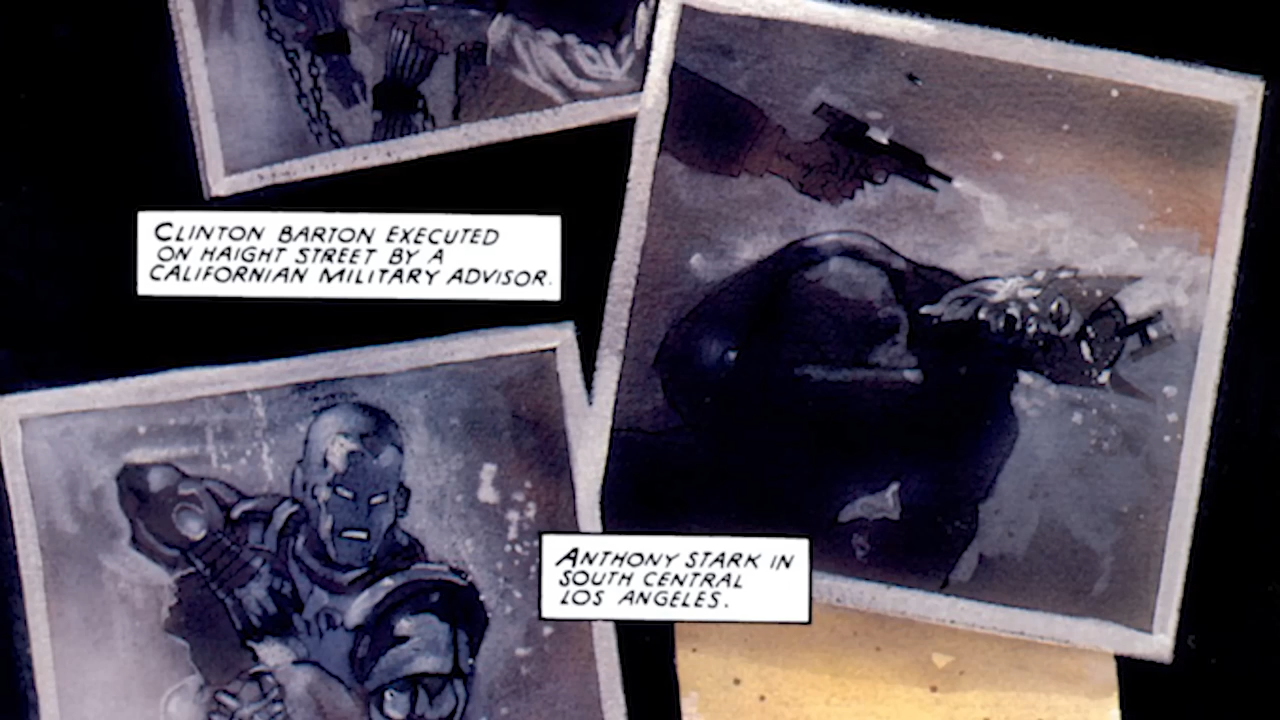 CLINTON BARTON EXECUTED
ON HAIGHT STREET BY A
CALIFORNIAN MILITARY ADVISOR.
ANTHONY STARK IN
SOUTH CENTRAL
LOS ANGELES.